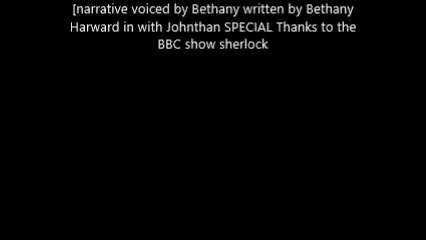 [narrative voiced by Bethany written by Bethany
Harward in with Johnthan SPECIAL Thanks to the
BBC show sherlock